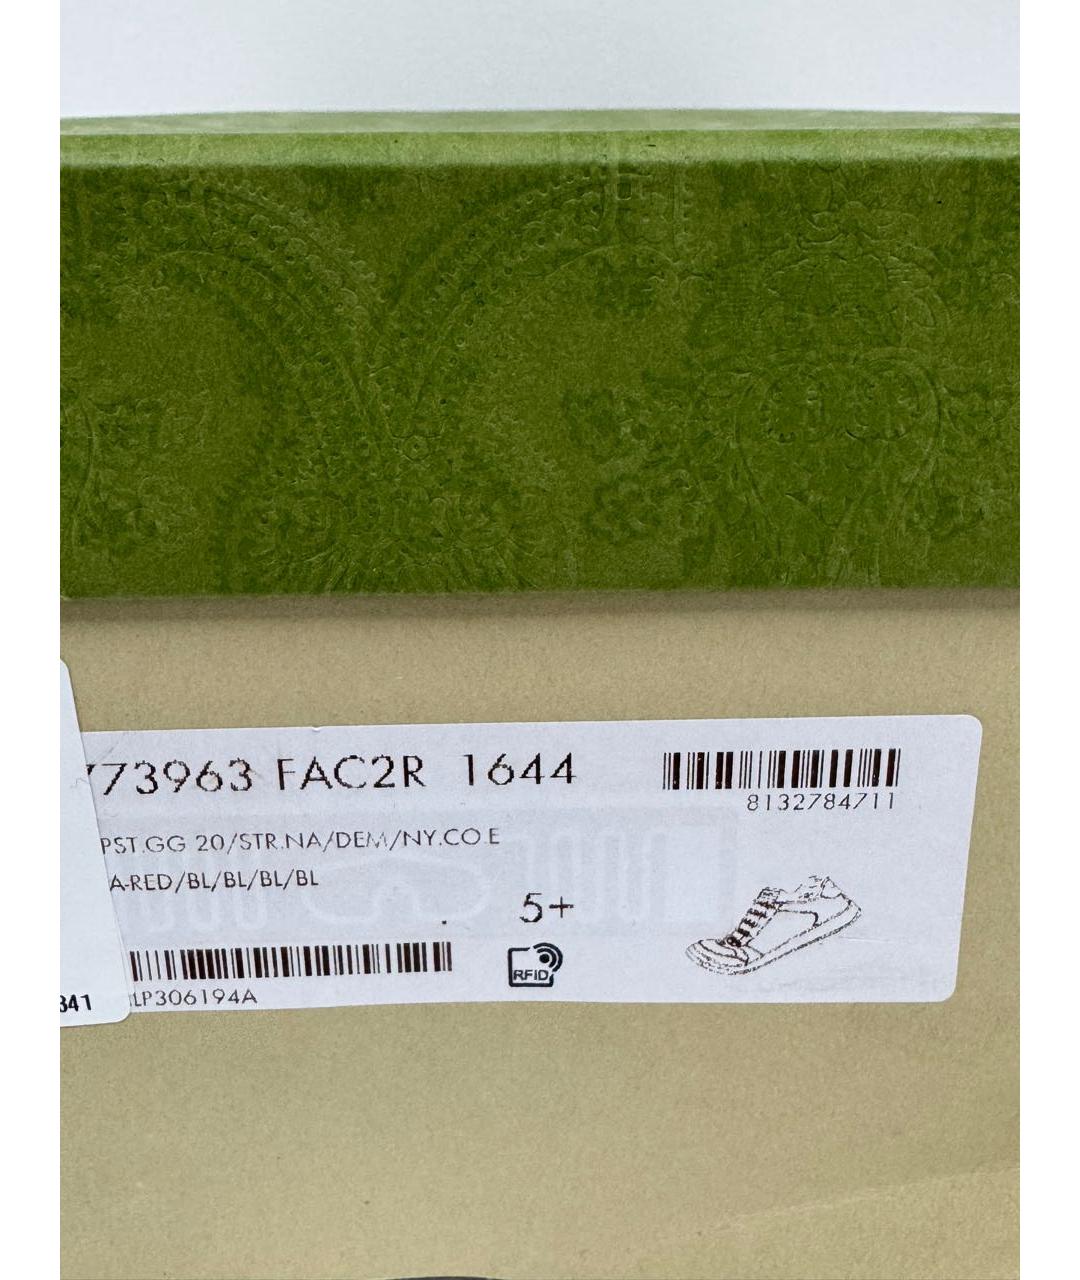 773963 FAC2R 1644
8132784711
PST.GG 20/STR.NA/DEM/NY.CO.E
A-RED/BL/BL/BL/BL
5+
RFID
LP306194A
341